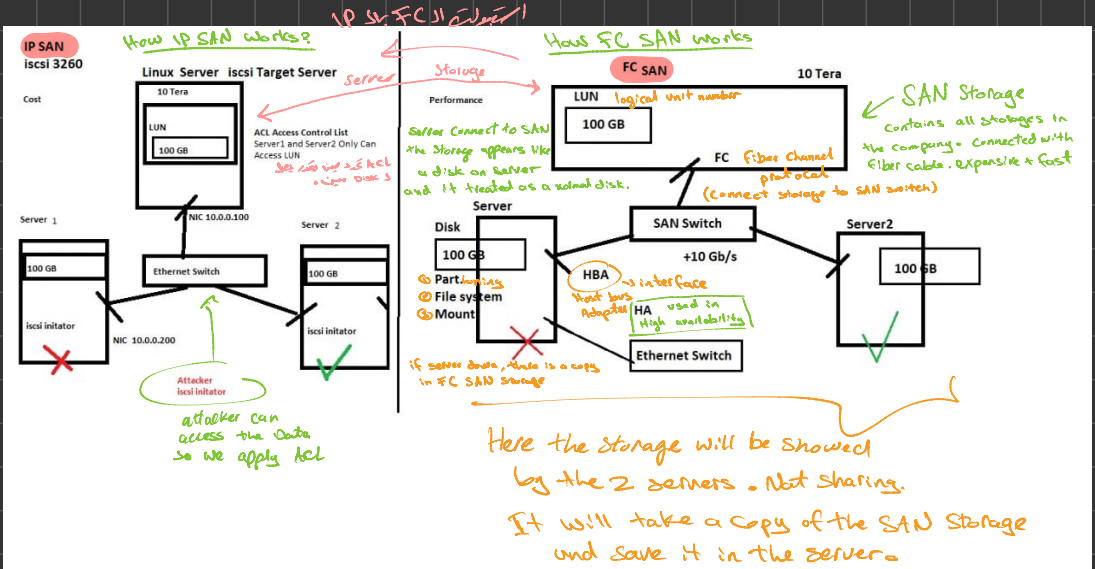 IP SAN
iscsi 3260
Cost
How IP SAN works?
Linux Server iscsi Target Server
10 Tera
LUN
100 GB
ACL Access Control List
Server1 and Server2 Only Can
Access LUN
ACL
NIC 10.0.0.100
Server 1
100 GB
iscsi initator
Ethernet Switch
Server 2
100 GB
iscsi initator
NIC 10.0.0.200
Attacker
iscsi initator
attacker can
access the Data
so we apply ACL
IP الـ FC الـ
Server
Storage
How FC SAN works
FC SAN
10 Tera
Performance
LUN logical unit number
100 GB
FC Fiber Channel
protocol
(connect storage to SAN switch)
SAN Storage
Contains all storages in
the company. connected with
fiber cable. expensive + fast
Server connect to SAN
the storage appears like
a disk on server
and it treated as a normal disk.
Server
Disk
100 GB
① Partitioning
② File system
③ Mount
SAN Switch
+10 Gb/s
HBA → interface
Host bus
Adapter
HA used in
High availability
Ethernet Switch
Server2
100 GB
if server down, there is a copy
in FC SAN storage
Here the storage will be showed
by the 2 servers. Not sharing.
It will take a copy of the SAN Storage
and save it in the server.